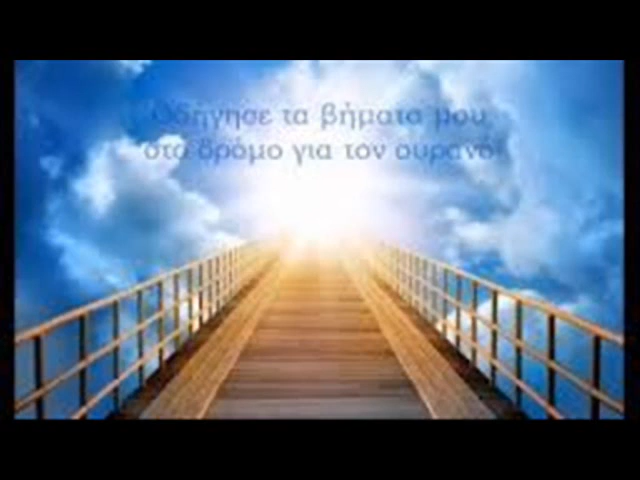 Οδήγησε τα βήματα μου
στο δρόμο για τον ουρανό